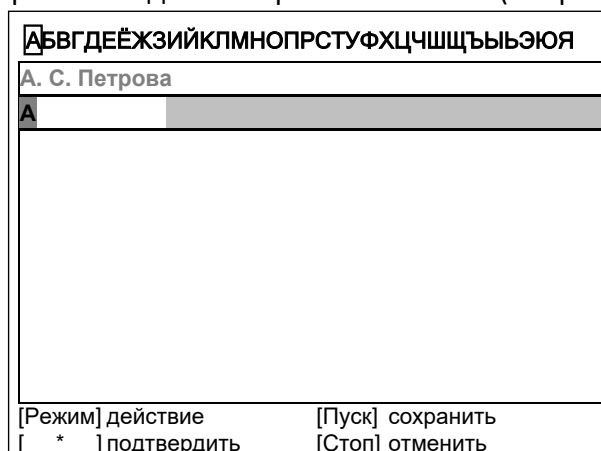 АБВГДЕЁЖЗИЙКЛМНОПРСТУФХЦЧШЩЪЫЬЭЮЯ
А. С. Петрова
А
[Режим] действие [Пуск] сохранить
[ * ] подтвердить [Стоп] отменить